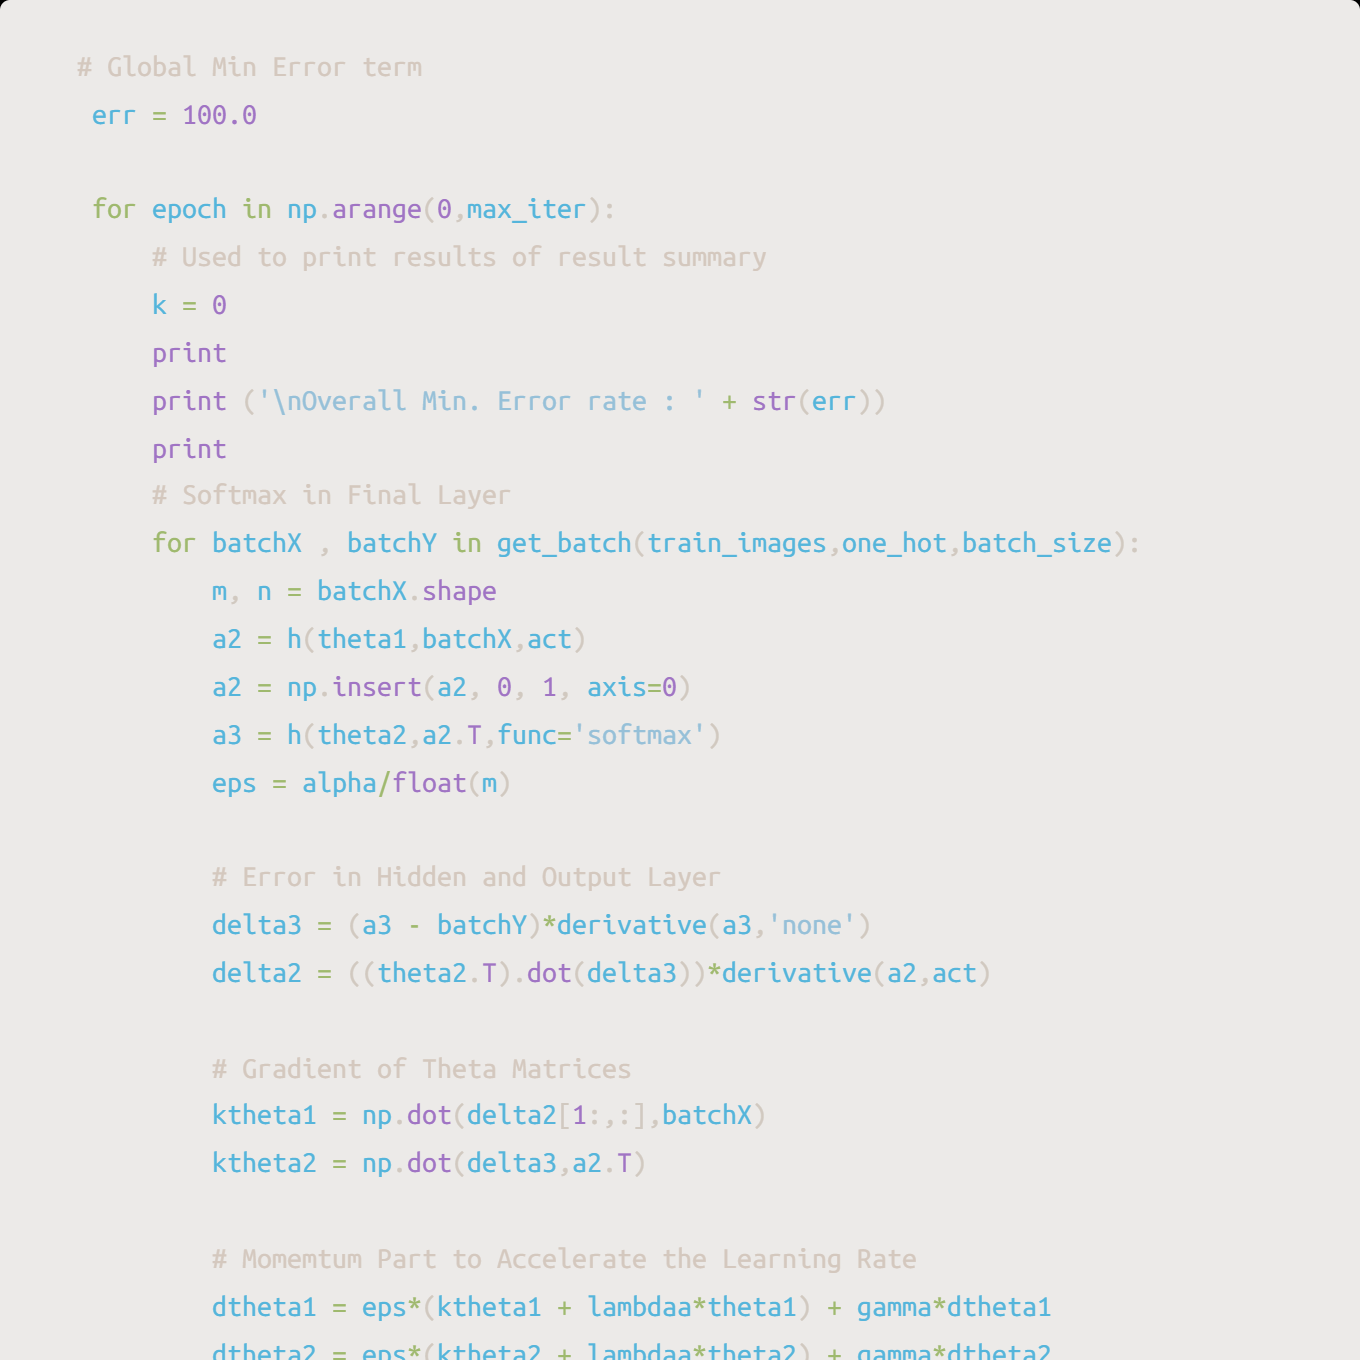 # Global Min Error term
err = 100.0
for epoch in np.arange(0,max_iter):
# Used to print results of result summary
k = 0
print
print ('\nOverall Min. Error rate : ' + str(err))
print
# Softmax in Final Layer
for batchX , batchY in get_batch(train_images,one_hot,batch_size):
m, n = batchX.shape
a2 = h(theta1,batchX,act)
a2 = np.insert(a2, 0, 1, axis=0)
a3 = h(theta2,a2.T,func='softmax')
eps = alpha/float(m)
# Error in Hidden and Output Layer
delta3 = (a3 - batchY)*derivative(a3,'none')
delta2 = ((theta2.T).dot(delta3))*derivative(a2,act)
# Gradient of Theta Matrices
ktheta1 = np.dot(delta2[1:,:],batchX)
ktheta2 = np.dot(delta3,a2.T)
# Momemtum Part to Accelerate the Learning Rate
dtheta1 = eps*(ktheta1 + lambdaa*theta1) + gamma*dtheta1
dtheta2 = eps*(ktheta2 + lambdaa*theta2) + gamma*dtheta2